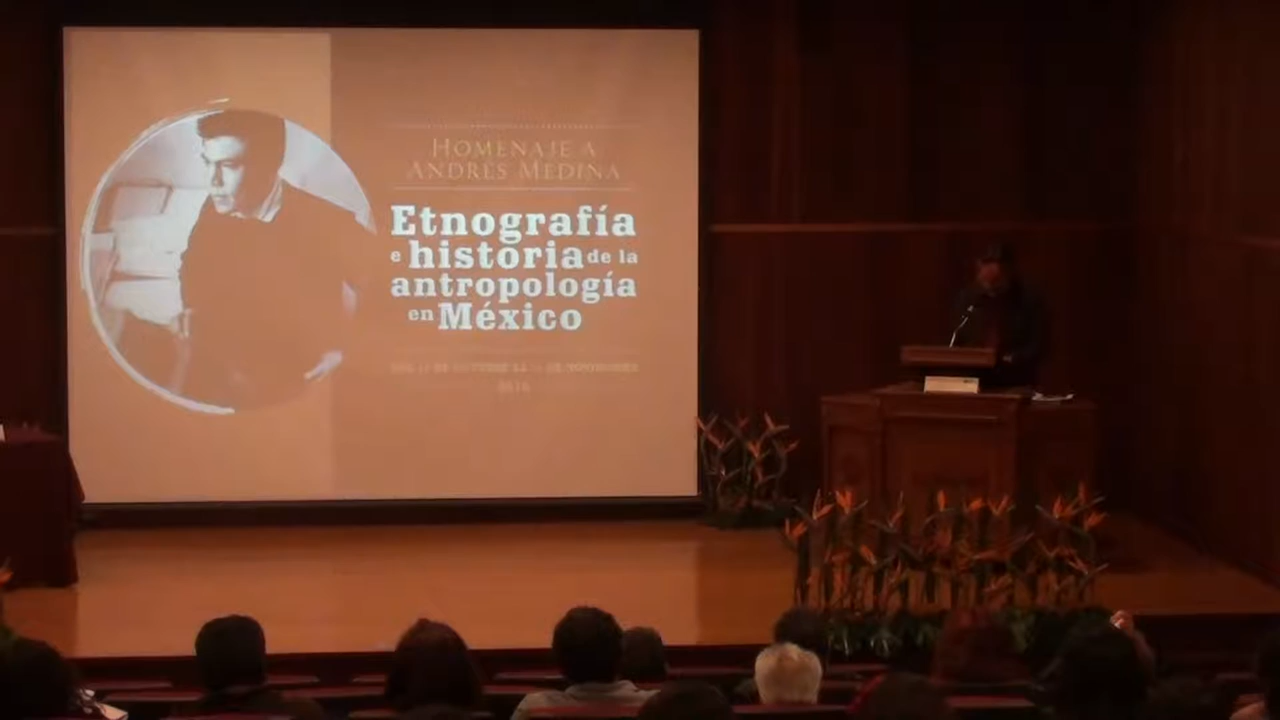 HOMENAJE A
ANDRÉS MEDINA
Etnografía
e historia de la
antropología
en México